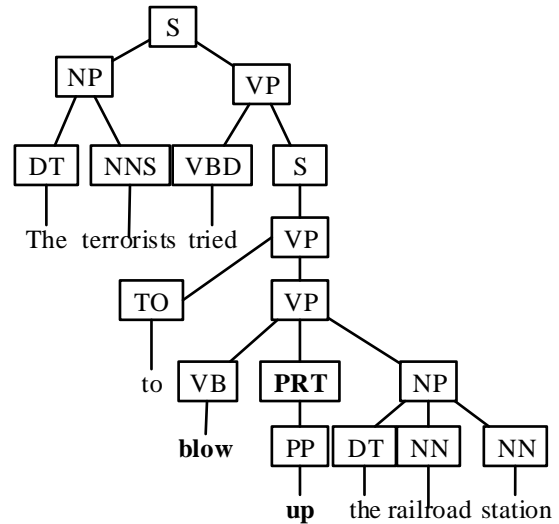 S
NP VP
DT NNS VBD S
The terrorists tried VP
TO VP
to VB PRT NP
blow PP DT NN NN
up the railroad station